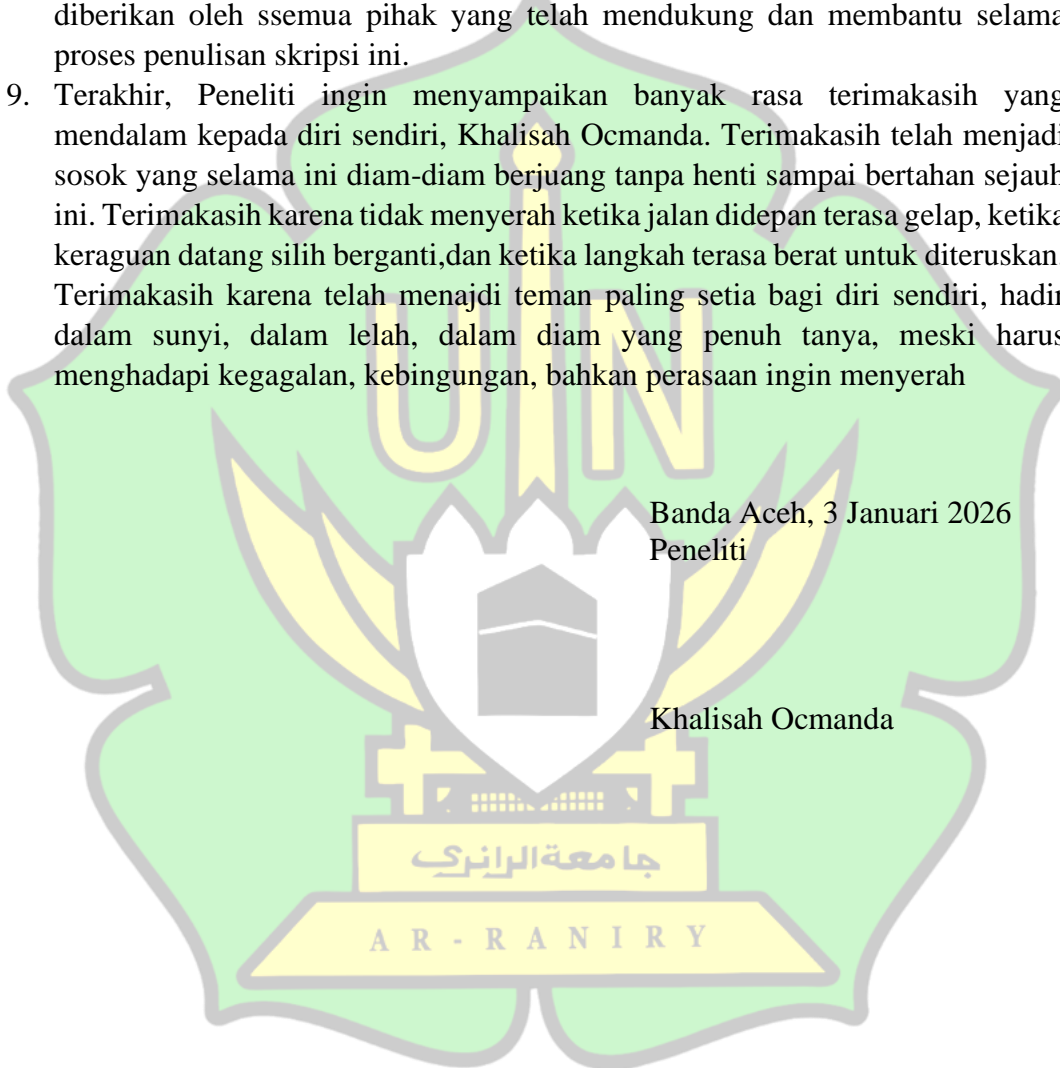 diberikan oleh ssemua pihak yang telah mendukung dan membantu selama
proses penulisan skripsi ini.
9. Terakhir, Peneliti ingin menyampaikan banyak rasa terimakasih yang
mendalam kepada diri sendiri, Khalisah Ocmanda. Terimakasih telah menjadi
sosok yang selama ini diam-diam berjuang tanpa henti sampai bertahan sejauh
ini. Terimakasih karena tidak menyerah ketika jalan didepan terasa gelap, ketika
keraguan datang silih berganti,dan ketika langkah terasa berat untuk diteruskan.
Terimakasih karena telah menajdi teman paling setia bagi diri sendiri, hadir
dalam sunyi, dalam lelah, dalam diam yang penuh tanya, meski harus
menghadapi kegagalan, kebingungan, bahkan perasaan ingin menyerah
UIN
Banda Aceh, 3 Januari 2026
Peneliti
Khalisah Ocmanda
جامعة الرانري
AR-RANIRY